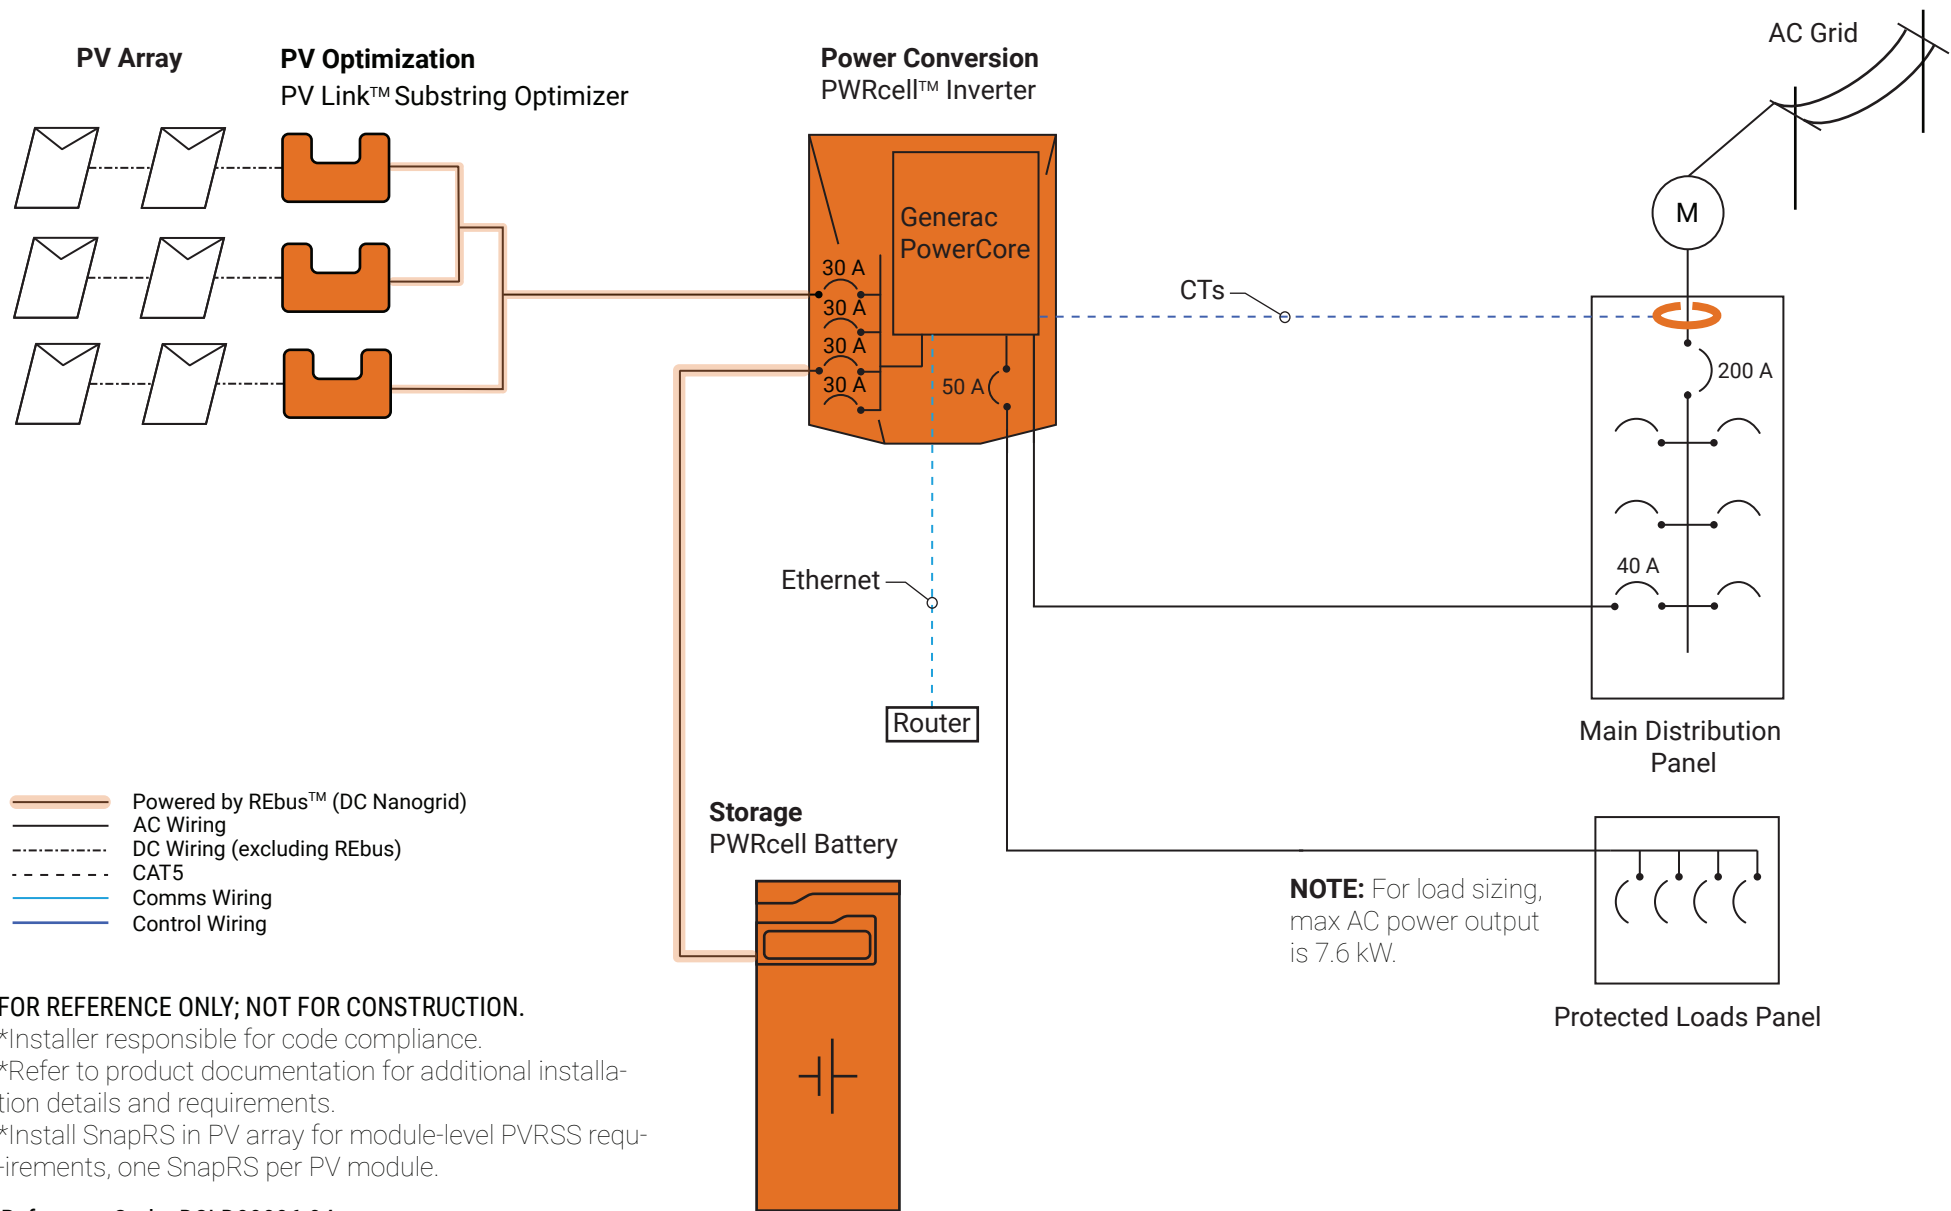 PV Array
PV Optimization
PV Link™ Substring Optimizer
Power Conversion
PWRcell™ Inverter
AC Grid
M
Generac
PowerCore
30 A
30 A
30 A
30 A
50 A
CTs
200 A
40 A
Ethernet
Router
Main Distribution
Panel
Powered by REbus™ (DC Nanogrid)
AC Wiring
DC Wiring (excluding REbus)
CAT5
Comms Wiring
Control Wiring
Storage
PWRcell Battery
NOTE: For load sizing,
max AC power output
is 7.6 kW.
Protected Loads Panel
FOR REFERENCE ONLY; NOT FOR CONSTRUCTION.
*Installer responsible for code compliance.
*Refer to product documentation for additional installa-
tion details and requirements.
*Install SnapRS in PV array for module-level PVRSS requ-
-irements, one SnapRS per PV module.